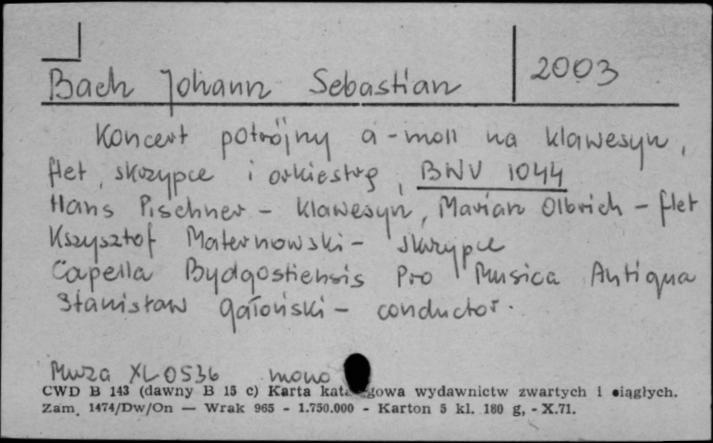 Bach Johann Sebastian 2003
Koncert potrójny a-moll na klawesyn,
flet, skrzypce i orkiestrę, BWV 1044
Hans Pischner - klawesyn, Marian Olbrich - flet
Kszysztof Maternowski - skrzypce
Capella Bydgostiensis Pro Musica Antiqua
Stanisław Gałoński - conductor.
Muza XL 0536 mono
CWD B 143 (dawny B 15 c) Karta gowa wydawnictw zwartych i ciągłych.
Zam. 1474/Dw/On — Wrak 965 - 1.750.000 - Karton 5 kl. 180 g, - X.71.